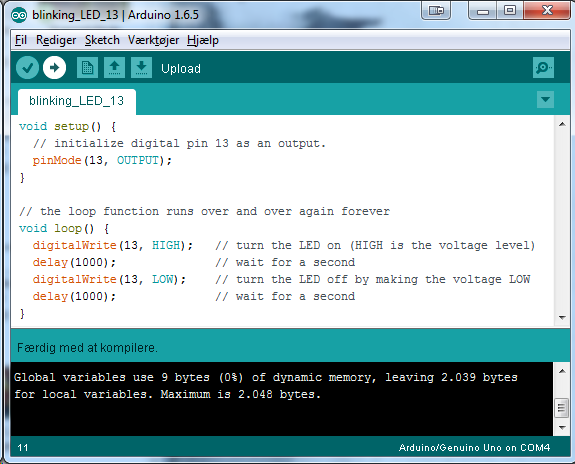 blinking_LED_13 | Arduino 1.6.5
Fil Rediger Sketch Værktøjer Hjælp
Upload
blinking_LED_13
void setup() {
  // initialize digital pin 13 as an output.
  pinMode(13, OUTPUT);
}
// the loop function runs over and over again forever
void loop() {
  digitalWrite(13, HIGH);   // turn the LED on (HIGH is the voltage level)
  delay(1000);              // wait for a second
  digitalWrite(13, LOW);    // turn the LED off by making the voltage LOW
  delay(1000);              // wait for a second
}
Færdig med at kompilere.
Global variables use 9 bytes (0%) of dynamic memory, leaving 2.039 bytes
for local variables. Maximum is 2.048 bytes.
11 Arduino/Genuino Uno on COM4